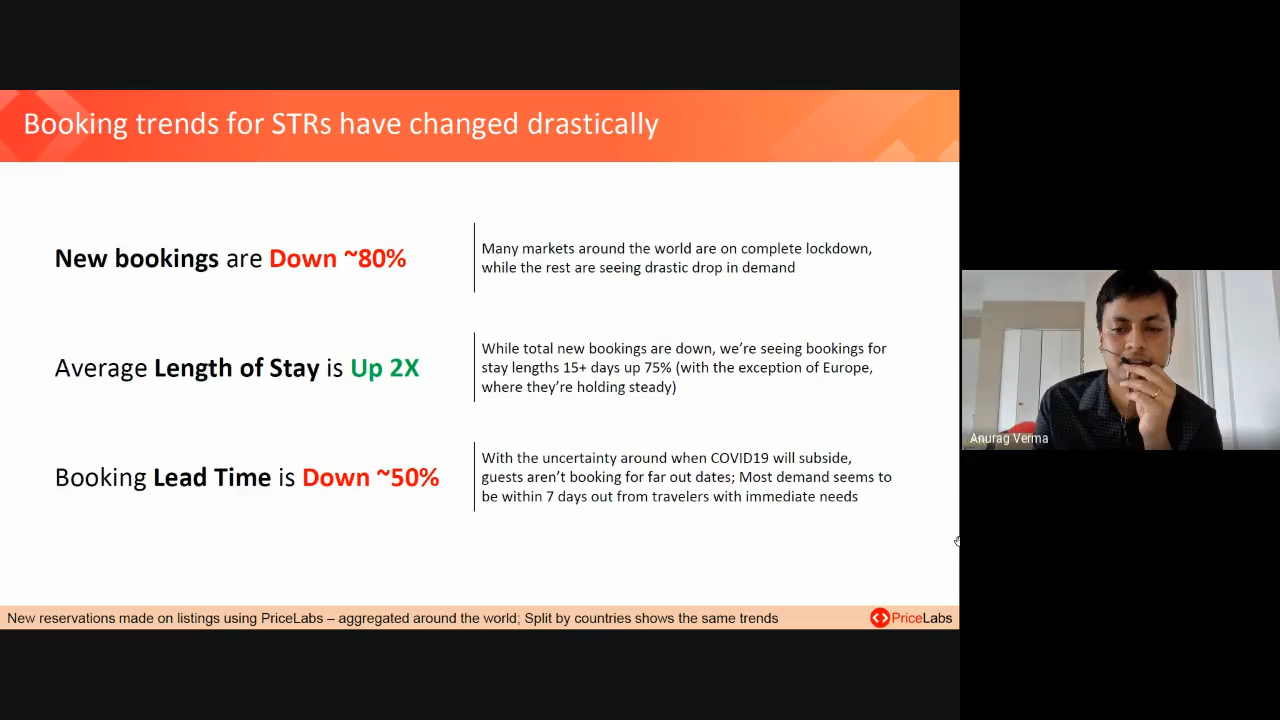 Booking trends for STRs have changed drastically
New bookings are Down ~80%
Many markets around the world are on complete lockdown,
while the rest are seeing drastic drop in demand
Average Length of Stay is Up 2X
While total new bookings are down, we’re seeing bookings for
stay lengths 15+ days up 75% (with the exception of Europe,
where they’re holding steady)
Booking Lead Time is Down ~50%
With the uncertainty around when COVID19 will subside,
guests aren’t booking for far out dates; Most demand seems to
be within 7 days out from travelers with immediate needs
Anurag Verma
New reservations made on listings using PriceLabs – aggregated around the world; Split by countries shows the same trends
PriceLabs